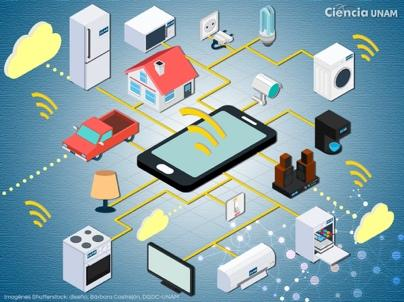 Ciencia UNAM
Imágenes Shutterstock: diseño, Bárbara Castrejón, DGDC-UNAM